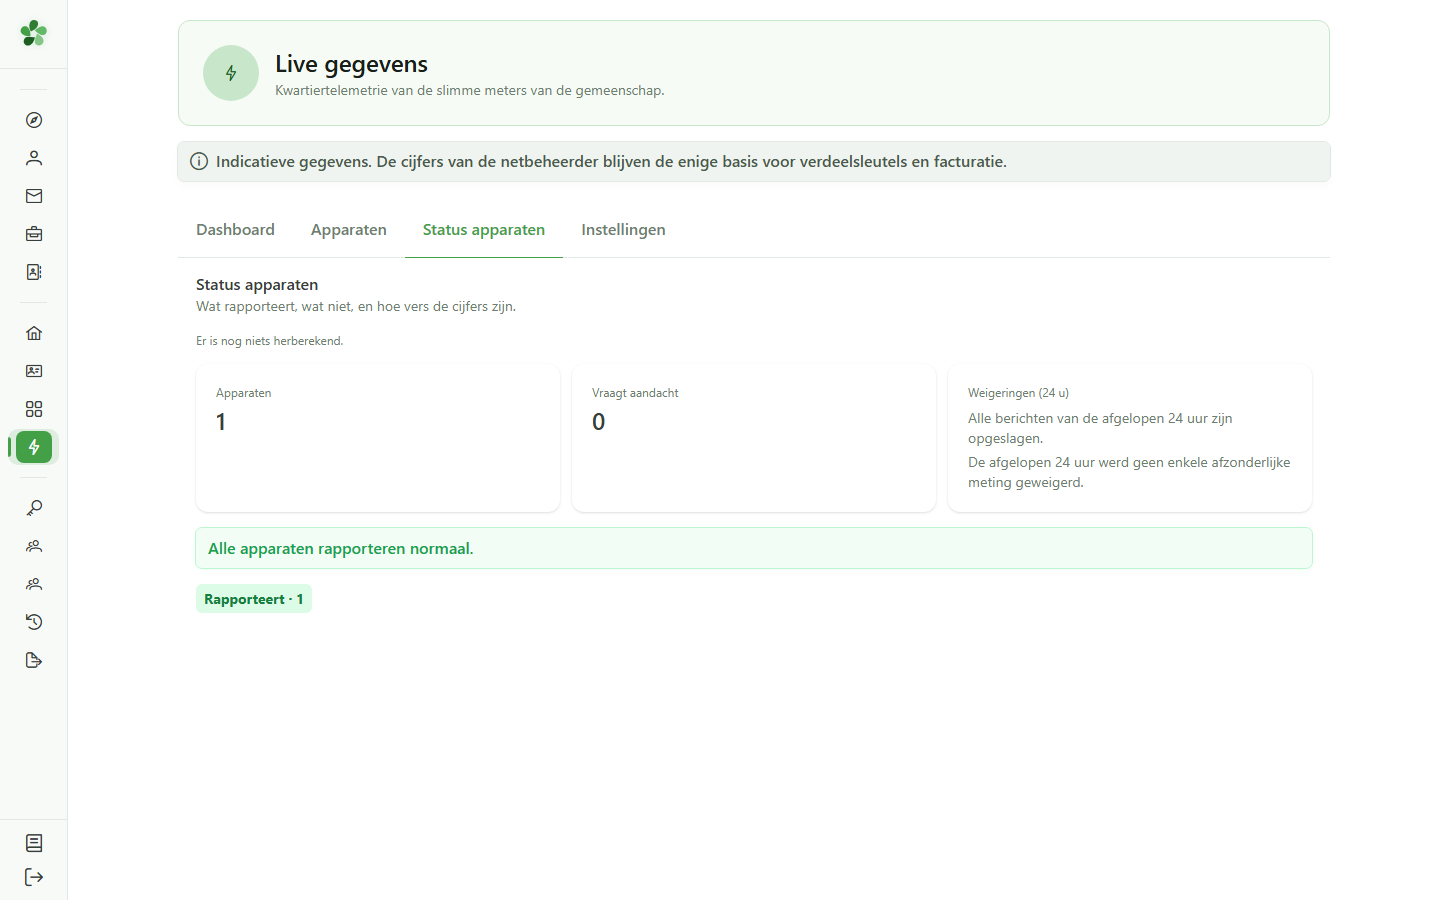 Live gegevens
Kwartiertelemetrie van de slimme meters van de gemeenschap.
Indicatieve gegevens. De cijfers van de netbeheerder blijven de enige basis voor verdeelsleutels en facturatie.
Dashboard
Apparaten
Status apparaten
Instellingen
Status apparaten
Wat rapporteert, wat niet, en hoe vers de cijfers zijn.
Er is nog niets herberekend.
Apparaten
1
Vraagt aandacht
0
Weigeringen (24 u)
Alle berichten van de afgelopen 24 uur zijn
opgeslagen.
De afgelopen 24 uur werd geen enkele afzonderlijke
meting geweigerd.
Alle apparaten rapporteren normaal.
Rapporteert · 1